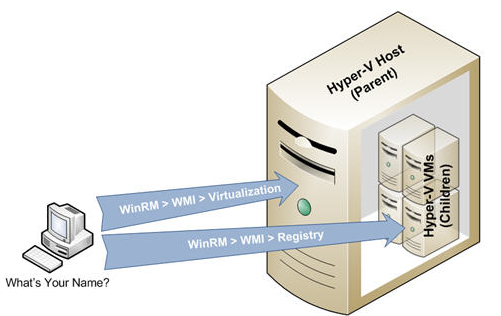 Hyper-V Host
(Parent)
Hyper-V VMs
(Children)
WinRM > WMI > Virtualization
WinRM > WMI > Registry
What's Your Name?